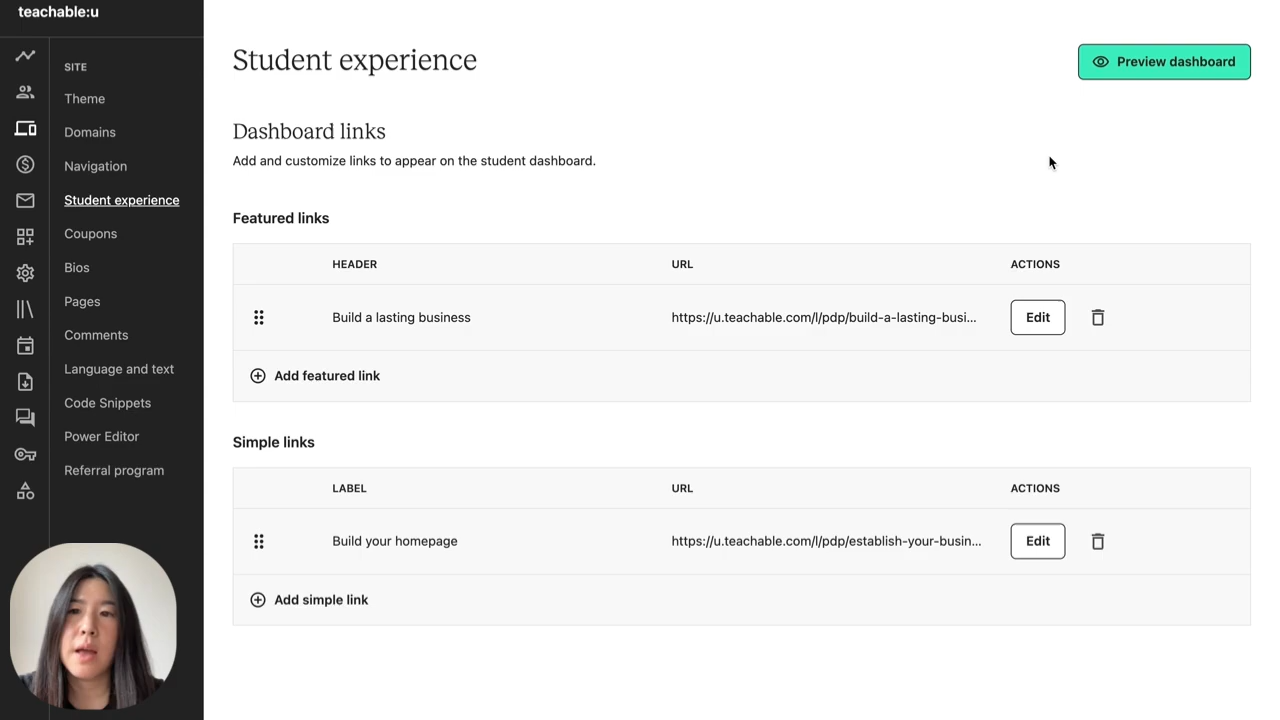 teachable:u
SITE
Theme
Domains
Navigation
Student experience
Coupons
Bios
Pages
Comments
Language and text
Code Snippets
Power Editor
Referral program
Student experience
Preview dashboard
Dashboard links
Add and customize links to appear on the student dashboard.
Featured links
HEADER URL ACTIONS
Build a lasting business https://u.teachable.com/l/pdp/build-a-lasting-busi... Edit
Add featured link
Simple links
LABEL URL ACTIONS
Build your homepage https://u.teachable.com/l/pdp/establish-your-busin... Edit
Add simple link